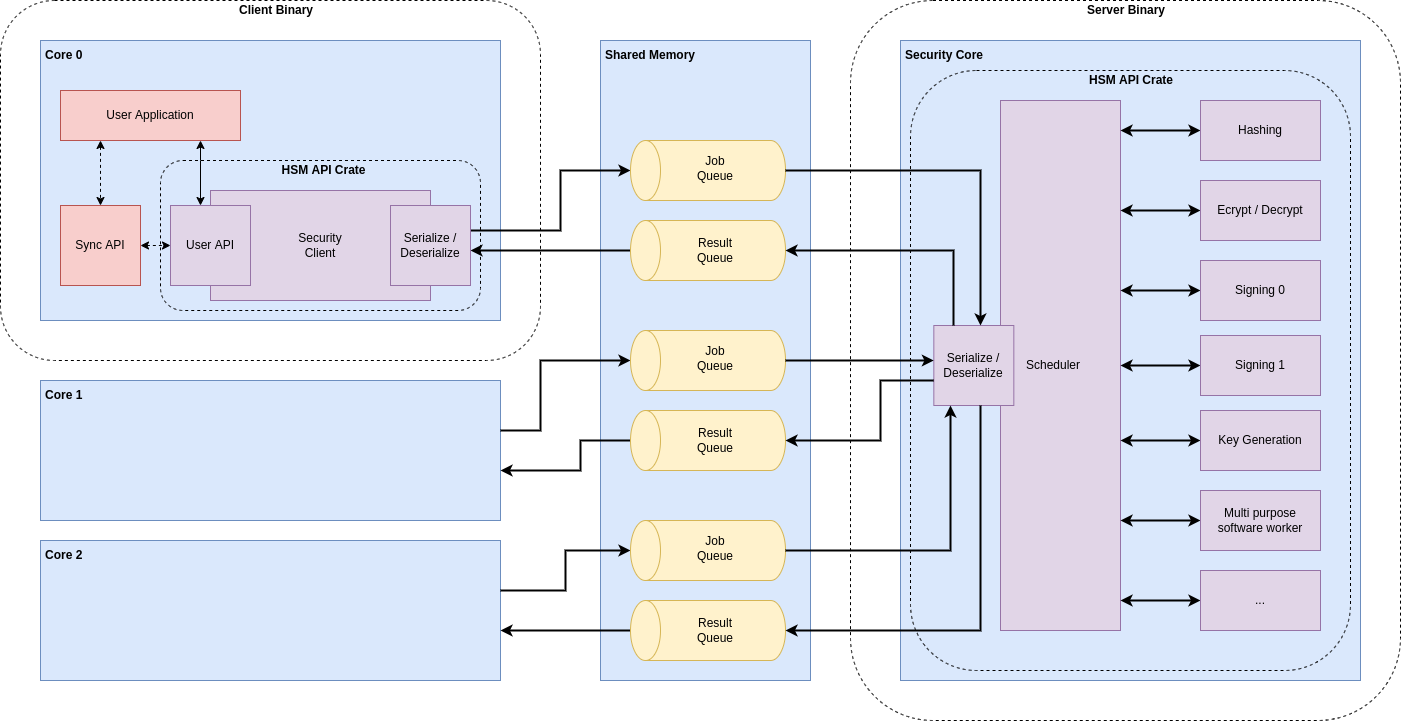 Client Binary
Core 0
User Application
HSM API Crate
Sync API
User API
Security
Client
Serialize /
Deserialize
Core 1
Core 2
Shared Memory
Job
Queue
Result
Queue
Job
Queue
Result
Queue
Job
Queue
Result
Queue
Server Binary
Security Core
HSM API Crate
Serialize /
Deserialize
Scheduler
Hashing
Ecrypt / Decrypt
Signing 0
Signing 1
Key Generation
Multi purpose
software worker
...